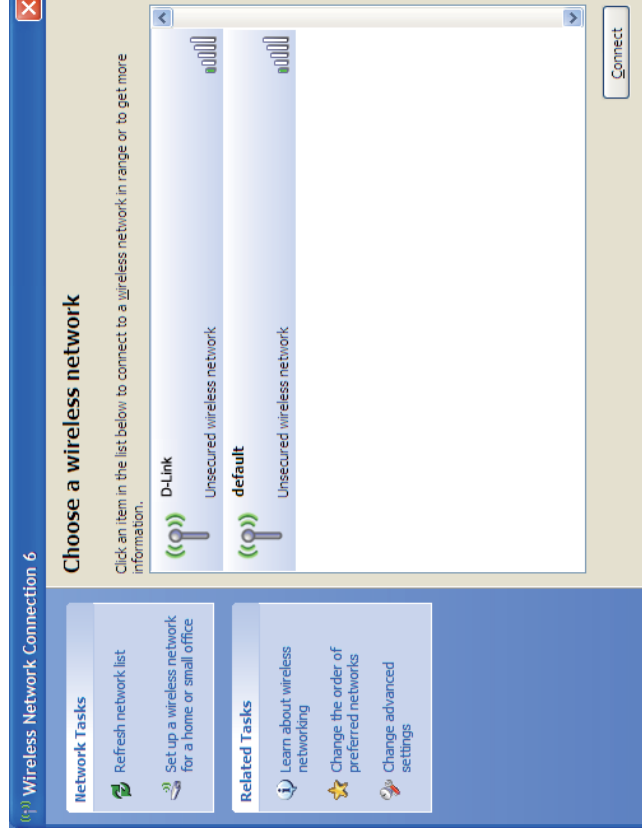 Wireless Network Connection 6
Network Tasks
Refresh network list
Set up a wireless network
for a home or small office
Related Tasks
Learn about wireless
networking
Change the order of
preferred networks
Change advanced
settings
Choose a wireless network
Click an item in the list below to connect to a wireless network in range or to get more
information.
D-Link
Unsecured wireless network
default
Unsecured wireless network
Connect